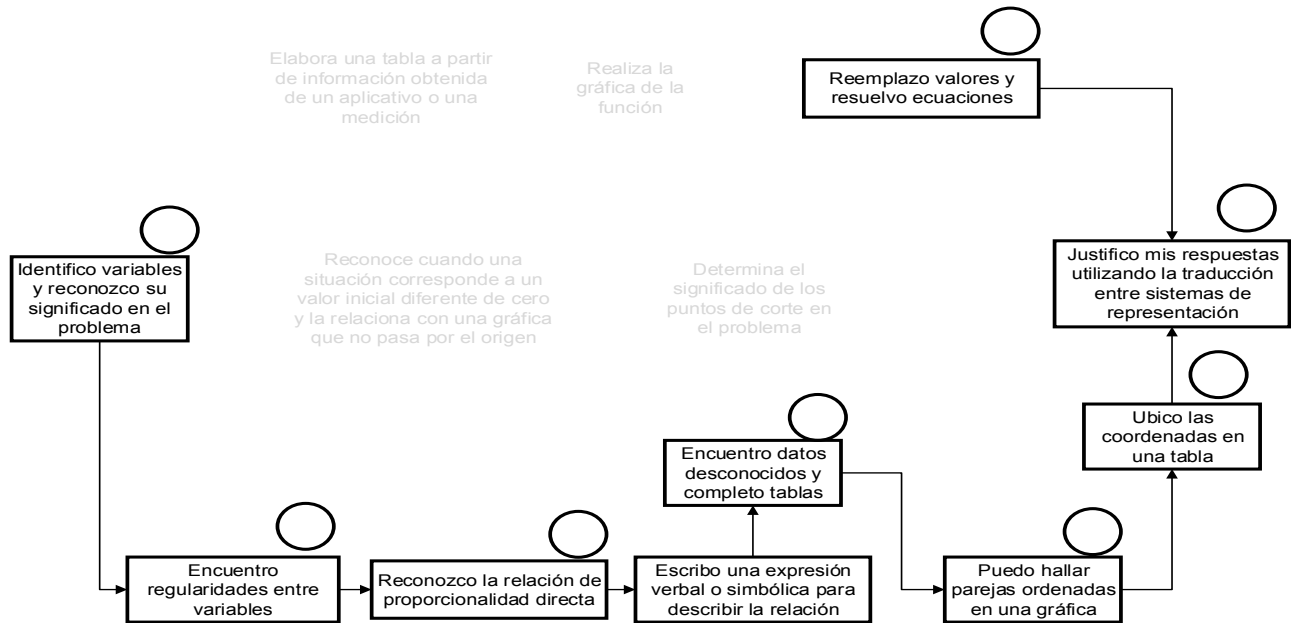 Elabora una tabla a partir
de información obtenida
de un aplicativo o una
medición
Realiza la
gráfica de la
función
Reemplazo valores y
resuelvo ecuaciones
Identifico variables
y reconozco su
significado en el
problema
Reconoce cuando una
situación corresponde a un
valor inicial diferente de cero
y la relaciona con una gráfica
que no pasa por el origen
Determina el
significado de los
puntos de corte en
el problema
Justifico mis respuestas
utilizando la traducción
entre sistemas de
representación
Ubico las
coordenadas en
una tabla
Encuentro datos
desconocidos y
completo tablas
Encuentro
regularidades entre
variables
Reconozco la relación de
proporcionalidad directa
Escribo una expresión
verbal o simbólica para
describir la relación
Puedo hallar
parejas ordenadas
en una gráfica